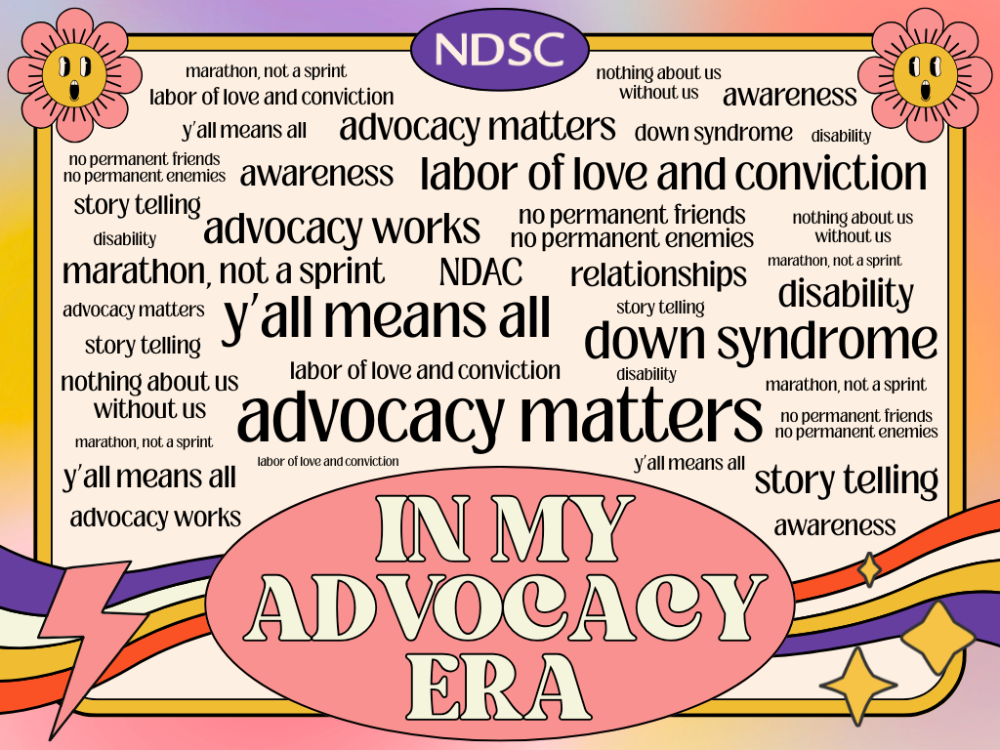 NDSC
marathon, not a sprint
nothing about us
without us
labor of love and conviction
awareness
y'all means all
advocacy matters
down syndrome
disability
no permanent friends
no permanent enemies
awareness
labor of love and conviction
story telling
disability
advocacy works
no permanent friends
no permanent enemies
nothing about us
without us
marathon, not a sprint
NDAC
relationships
marathon, not a sprint
disability
advocacy matters
y'all means all
story telling
down syndrome
story telling
labor of love and conviction
disability
nothing about us
without us
advocacy matters
marathon, not a sprint
no permanent friends
no permanent enemies
marathon, not a sprint
labor of love and conviction
y'all means all
y'all means all
story telling
advocacy works
awareness
IN MY
ADVOCACY
ERA